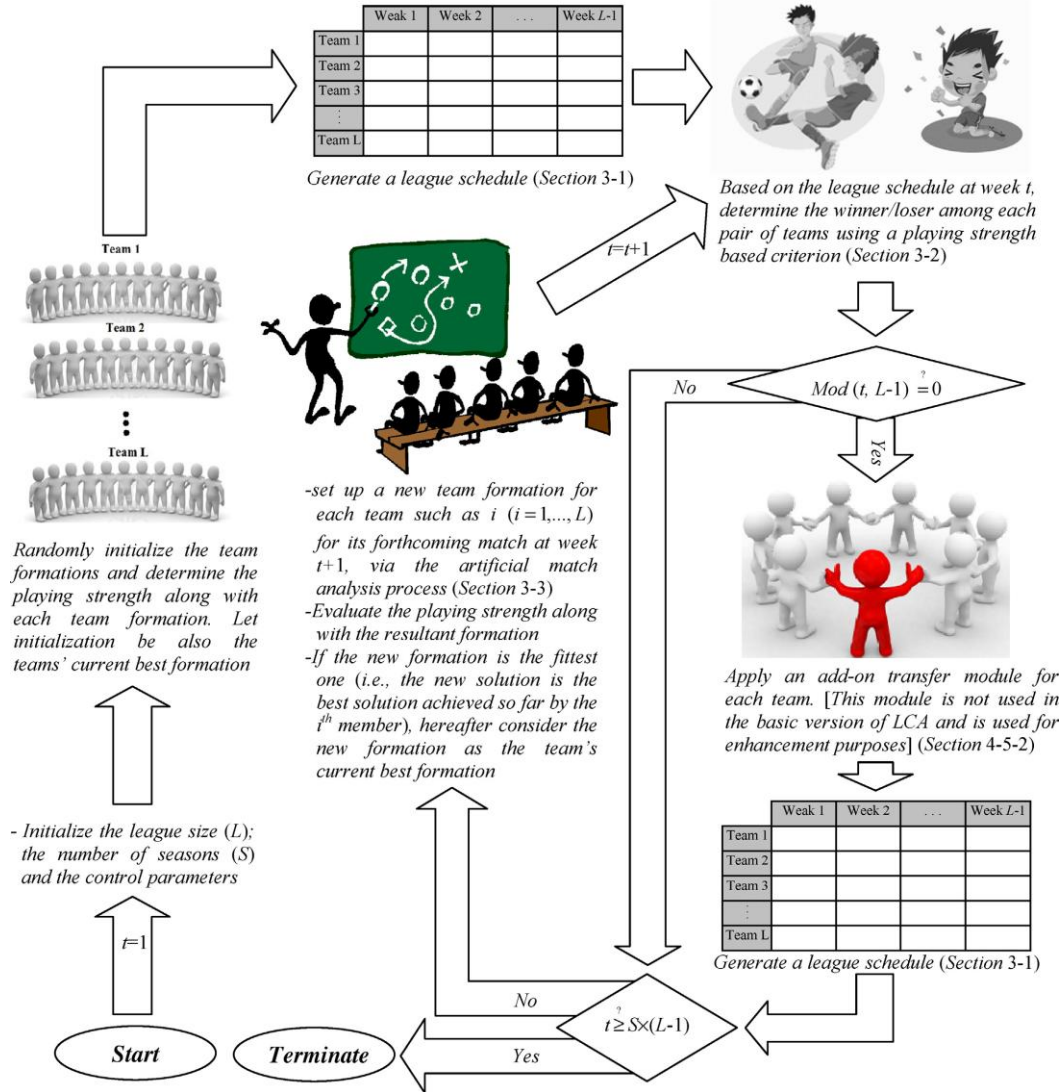 Weak 1 Week 2 . . . Week L-1
Team 1
Team 2
Team 3
⋮
Team L
Generate a league schedule (Section 3-1)
Based on the league schedule at week t,
determine the winner/loser among each
pair of teams using a playing strength
based criterion (Section 3-2)
t=t+1
Team 1
Team 2
Team L
Randomly initialize the team
formations and determine the
playing strength along with
each team formation. Let
initialization be also the
teams' current best formation
-set up a new team formation for
each team such as i (i = 1,..., L)
for its forthcoming match at week
t+1, via the artificial match
analysis process (Section 3-3)
-Evaluate the playing strength along
with the resultant formation
-If the new formation is the fittest
one (i.e., the new solution is the
best solution achieved so far by the
i^th member), hereafter consider the
new formation as the team's
current best formation
No
Mod (t, L-1) =? 0
Yes
Apply an add-on transfer module for
each team. [This module is not used in
the basic version of LCA and is used for
enhancement purposes] (Section 4-5-2)
Weak 1 Week 2 . . . Week L-1
Team 1
Team 2
Team 3
⋮
Team L
Generate a league schedule (Section 3-1)
- Initialize the league size (L);
the number of seasons (S)
and the control parameters
t=1
No
t ≥? S×(L-1)
Yes
Start
Terminate